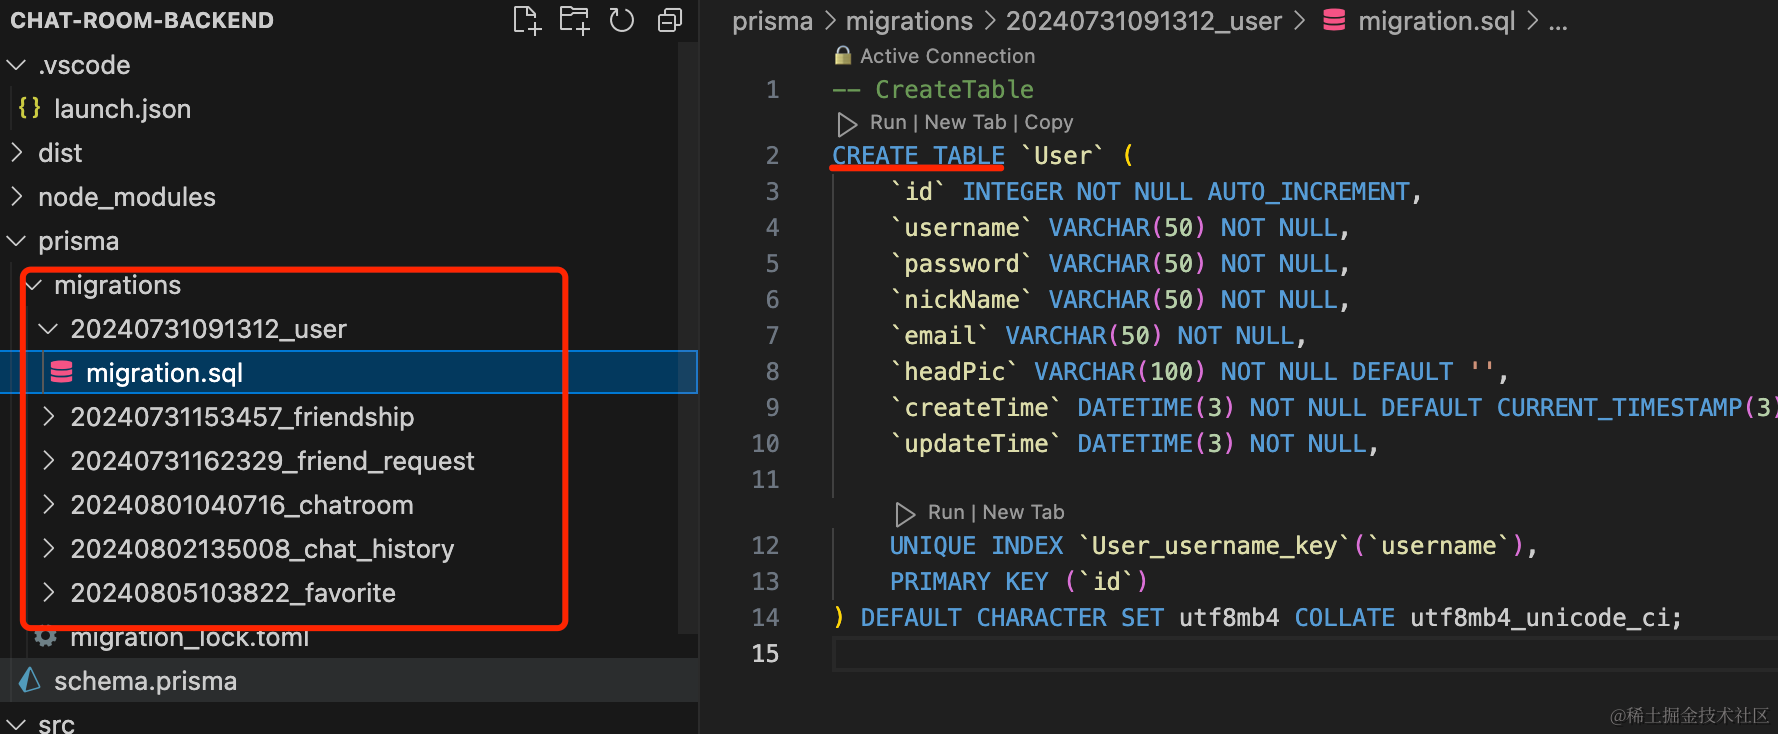 CHAT-ROOM-BACKEND
.vscode
{} launch.json
dist
node_modules
prisma
migrations
20240731091312_user
migration.sql
20240731153457_friendship
20240731162329_friend_request
20240801040716_chatroom
20240802135008_chat_history
20240805103822_favorite
migration_lock.toml
schema.prisma
src
prisma > migrations > 20240731091312_user > migration.sql > ...
Active Connection
1 -- CreateTable
Run | New Tab | Copy
2 CREATE TABLE `User` (
3 `id` INTEGER NOT NULL AUTO_INCREMENT,
4 `username` VARCHAR(50) NOT NULL,
5 `password` VARCHAR(50) NOT NULL,
6 `nickName` VARCHAR(50) NOT NULL,
7 `email` VARCHAR(50) NOT NULL,
8 `headPic` VARCHAR(100) NOT NULL DEFAULT '',
9 `createTime` DATETIME(3) NOT NULL DEFAULT CURRENT_TIMESTAMP(3)
10 `updateTime` DATETIME(3) NOT NULL,
11
Run | New Tab
12 UNIQUE INDEX `User_username_key`(`username`),
13 PRIMARY KEY (`id`)
14 ) DEFAULT CHARACTER SET utf8mb4 COLLATE utf8mb4_unicode_ci;
15
@稀土掘金技术社区